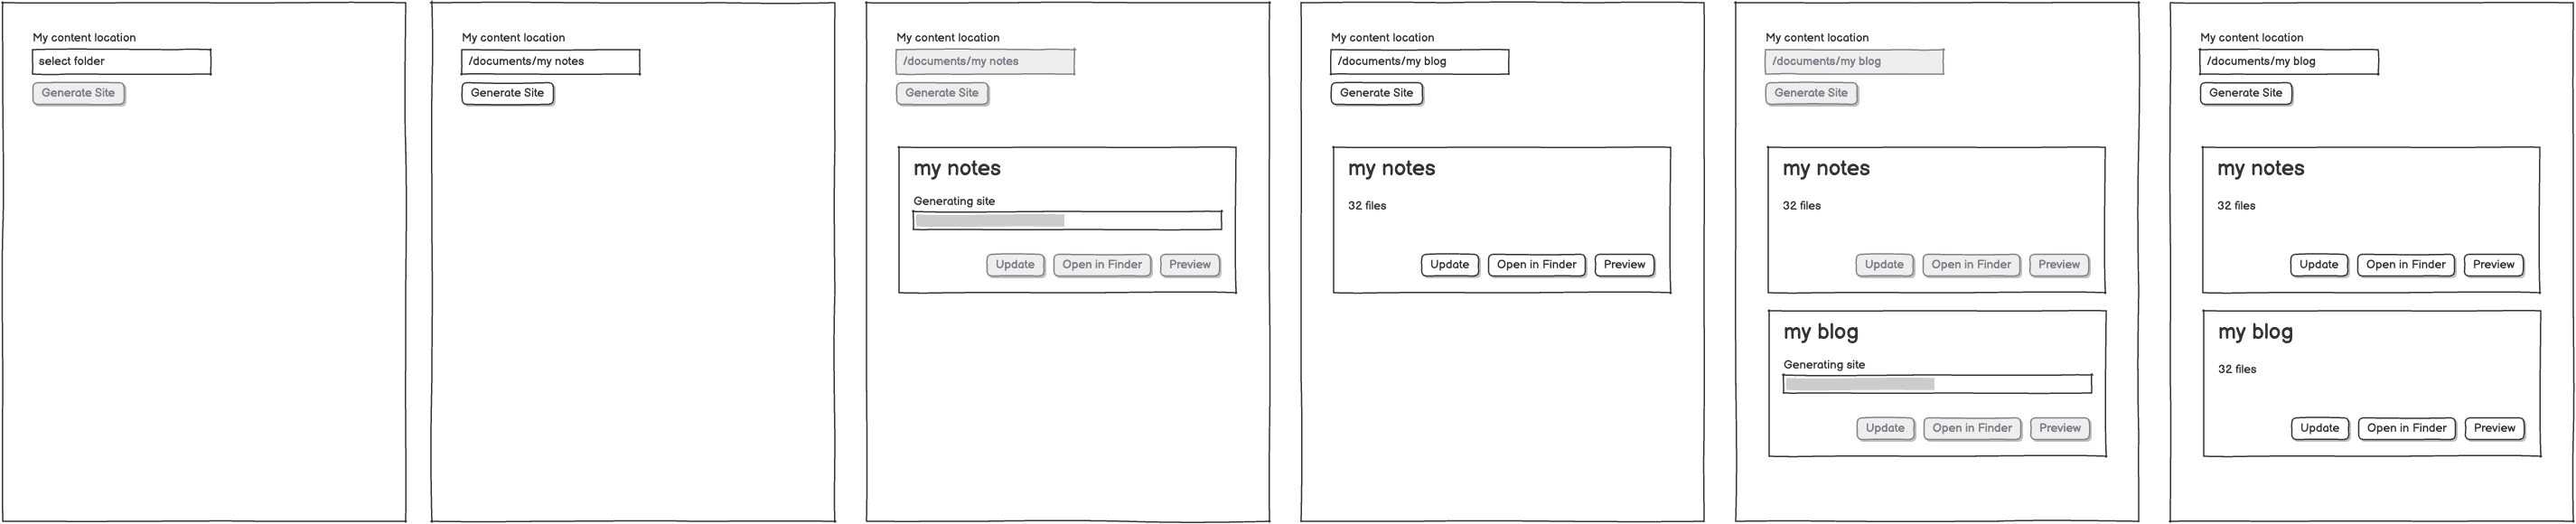 My content location
select folder
Generate Site
My content location
/documents/my notes
Generate Site
My content location
/documents/my notes
Generate Site
my notes
Generating site
Update Open in Finder Preview
My content location
/documents/my blog
Generate Site
my notes
32 files
Update Open in Finder Preview
My content location
/documents/my blog
Generate Site
my notes
32 files
Update Open in Finder Preview
my blog
Generating site
Update Open in Finder Preview
My content location
/documents/my blog
Generate Site
my notes
32 files
Update Open in Finder Preview
my blog
32 files
Update Open in Finder Preview